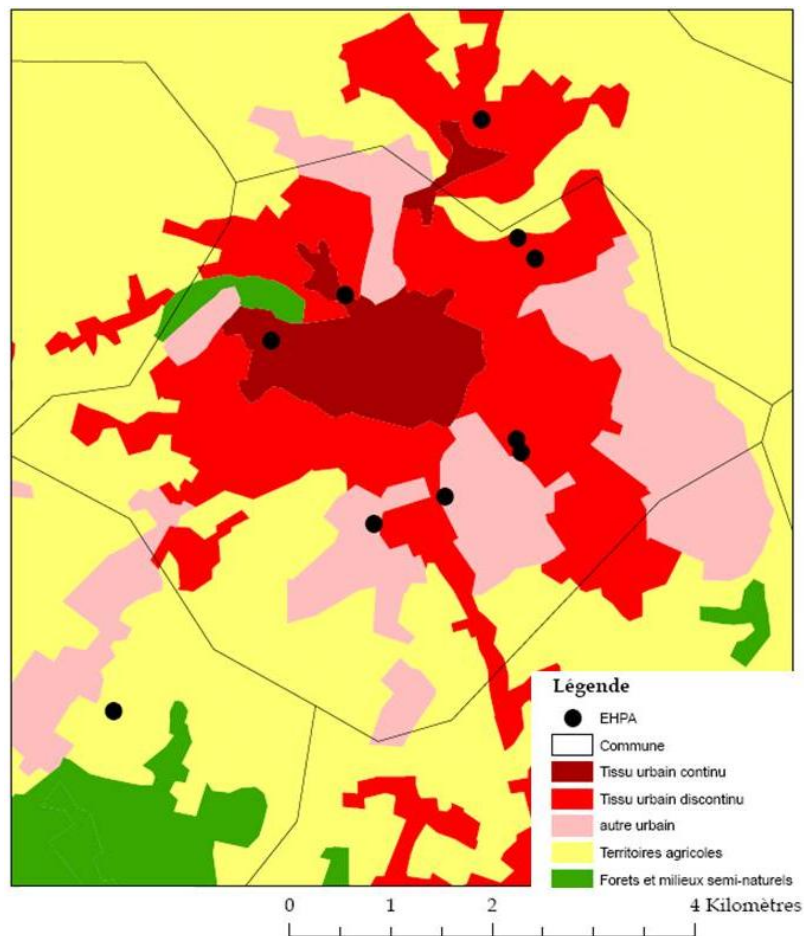 Légende
EHPA
Commune
Tissu urbain continu
Tissu urbain discontinu
autre urbain
Territoires agricoles
Forets et milieux semi-naturels
0 1 2 4 Kilomètres